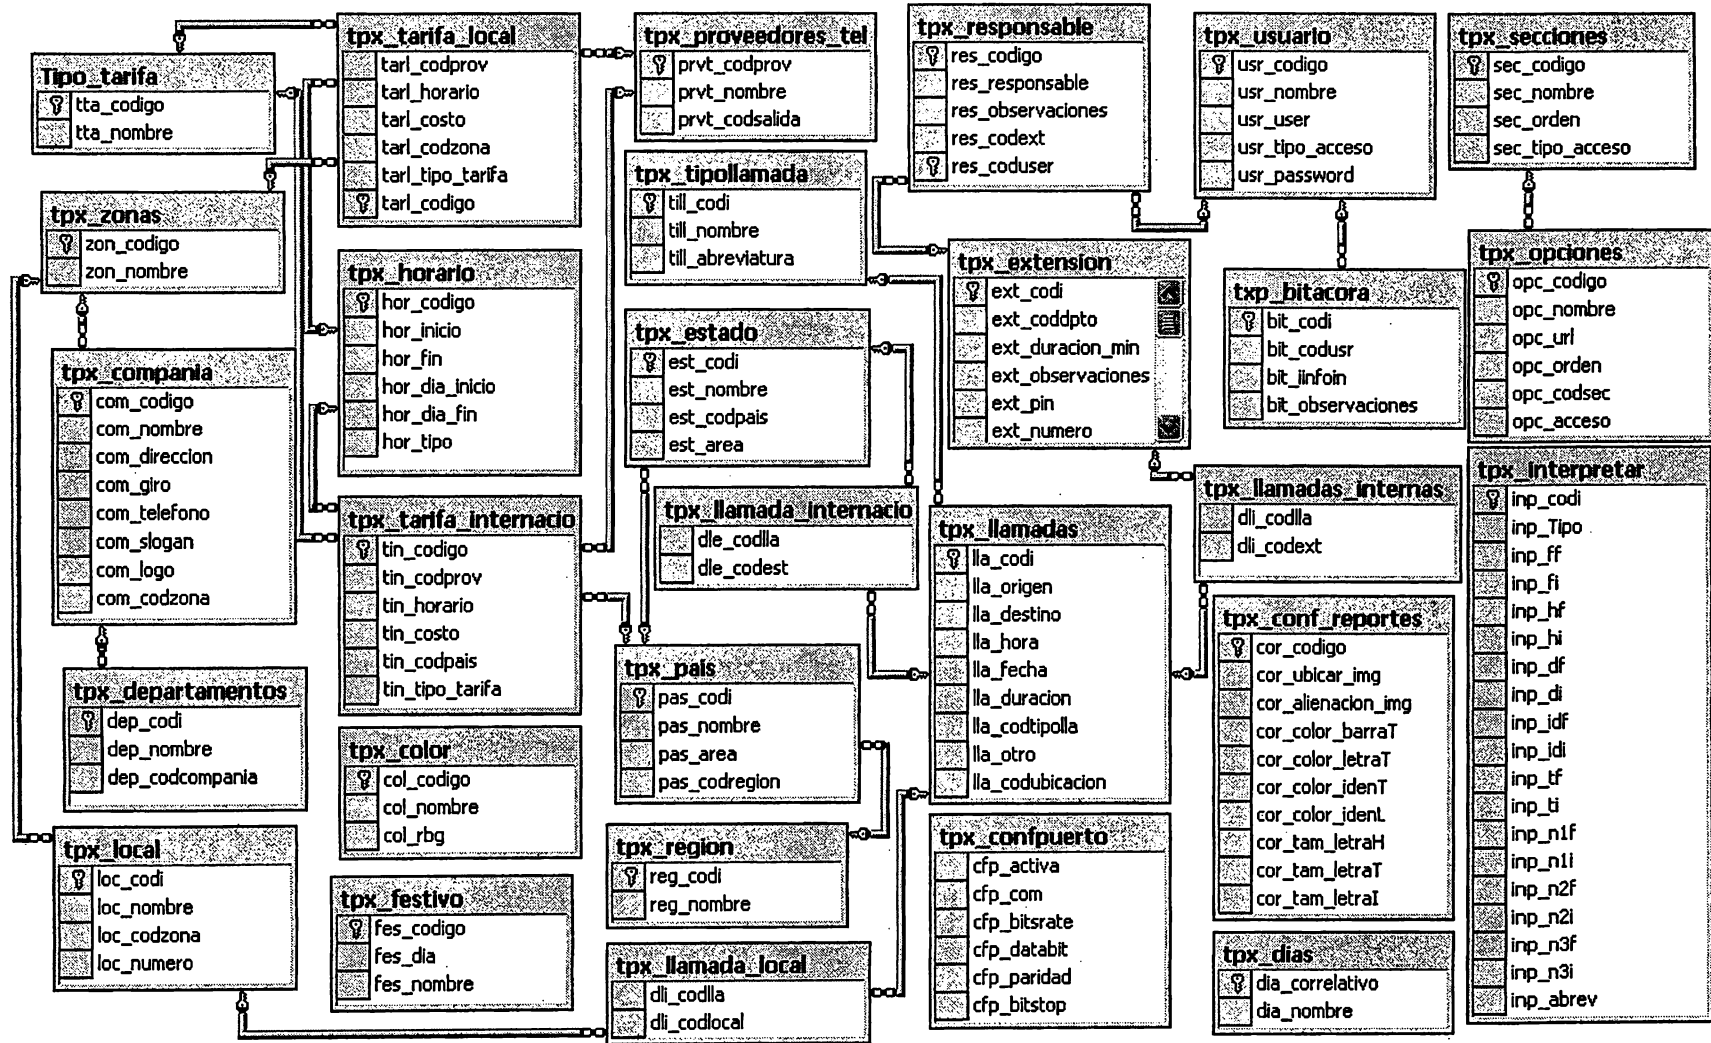 Tipo_tarifa
tta_codigo
tta_nombre
tpx_zonas
zon_codigo
zon_nombre
tpx_compania
com_codigo
com_nombre
com_direccion
com_giro
com_telefono
com_slogan
com_logo
com_codzona
tpx_departamentos
dep_codi
dep_nombre
dep_codcompania
tpx_local
loc_codi
loc_nombre
loc_codzona
loc_numero
tpx_tarifa_local
tarl_codprov
tarl_horario
tarl_costo
tarl_codzona
tarl_tipo_tarifa
tarl_codigo
tpx_horario
hor_codigo
hor_inicio
hor_fin
hor_dia_inicio
hor_dia_fin
hor_tipo
tpx_tarifa_internacio
tin_codigo
tin_codprov
tin_horario
tin_costo
tin_codpais
tin_tipo_tarifa
tpx_color
col_codigo
col_nombre
col_rbg
tpx_festivo
fes_codigo
fes_dia
fes_nombre
tpx_proveedores_tel
prvt_codprov
prvt_nombre
prvt_codsalida
tpx_tipollamada
till_codi
till_nombre
till_abreviatura
tpx_estado
est_codi
est_nombre
est_codpais
est_area
tpx_llamada_internacio
dle_codlla
dle_codest
tpx_pais
pas_codi
pas_nombre
pas_area
pas_codregion
tpx_region
reg_codi
reg_nombre
tpx_llamada_local
dli_codlla
dli_codlocal
tpx_responsable
res_codigo
res_responsable
res_observaciones
res_codext
res_coduser
tpx_extension
ext_codi
ext_coddpto
ext_duracion_min
ext_observaciones
ext_pin
ext_numero
tpx_llamadas
lla_codi
lla_origen
lla_destino
lla_hora
lla_fecha
lla_duracion
lla_codtipolla
lla_otro
lla_codubicacion
tpx_confpuerto
cfp_activa
cfp_com
cfp_bitsrate
cfp_databit
cfp_paridad
cfp_bitstop
tpx_usuario
usr_codigo
usr_nombre
usr_user
usr_tipo_acceso
usr_password
txp_bitacora
bit_codi
bit_codusr
bit_iinfoin
bit_observaciones
tpx_llamadas_internas
dli_codlla
dli_codext
tpx_conf_reportes
cor_codigo
cor_ubicar_img
cor_alienacion_img
cor_color_barraT
cor_color_letraT
cor_color_idenT
cor_color_idenL
cor_tam_letraH
cor_tam_letraT
cor_tam_letraI
tpx_dias
dia_correlativo
dia_nombre
tpx_secciones
sec_codigo
sec_nombre
sec_orden
sec_tipo_acceso
tpx_opciones
opc_codigo
opc_nombre
opc_url
opc_orden
opc_codsec
opc_acceso
tpx_interpretar
inp_codi
inp_Tipo
inp_ff
inp_fi
inp_hf
inp_hi
inp_df
inp_di
inp_idf
inp_idi
inp_tf
inp_ti
inp_n1f
inp_n1i
inp_n2f
inp_n2i
inp_n3f
inp_n3i
inp_abrev